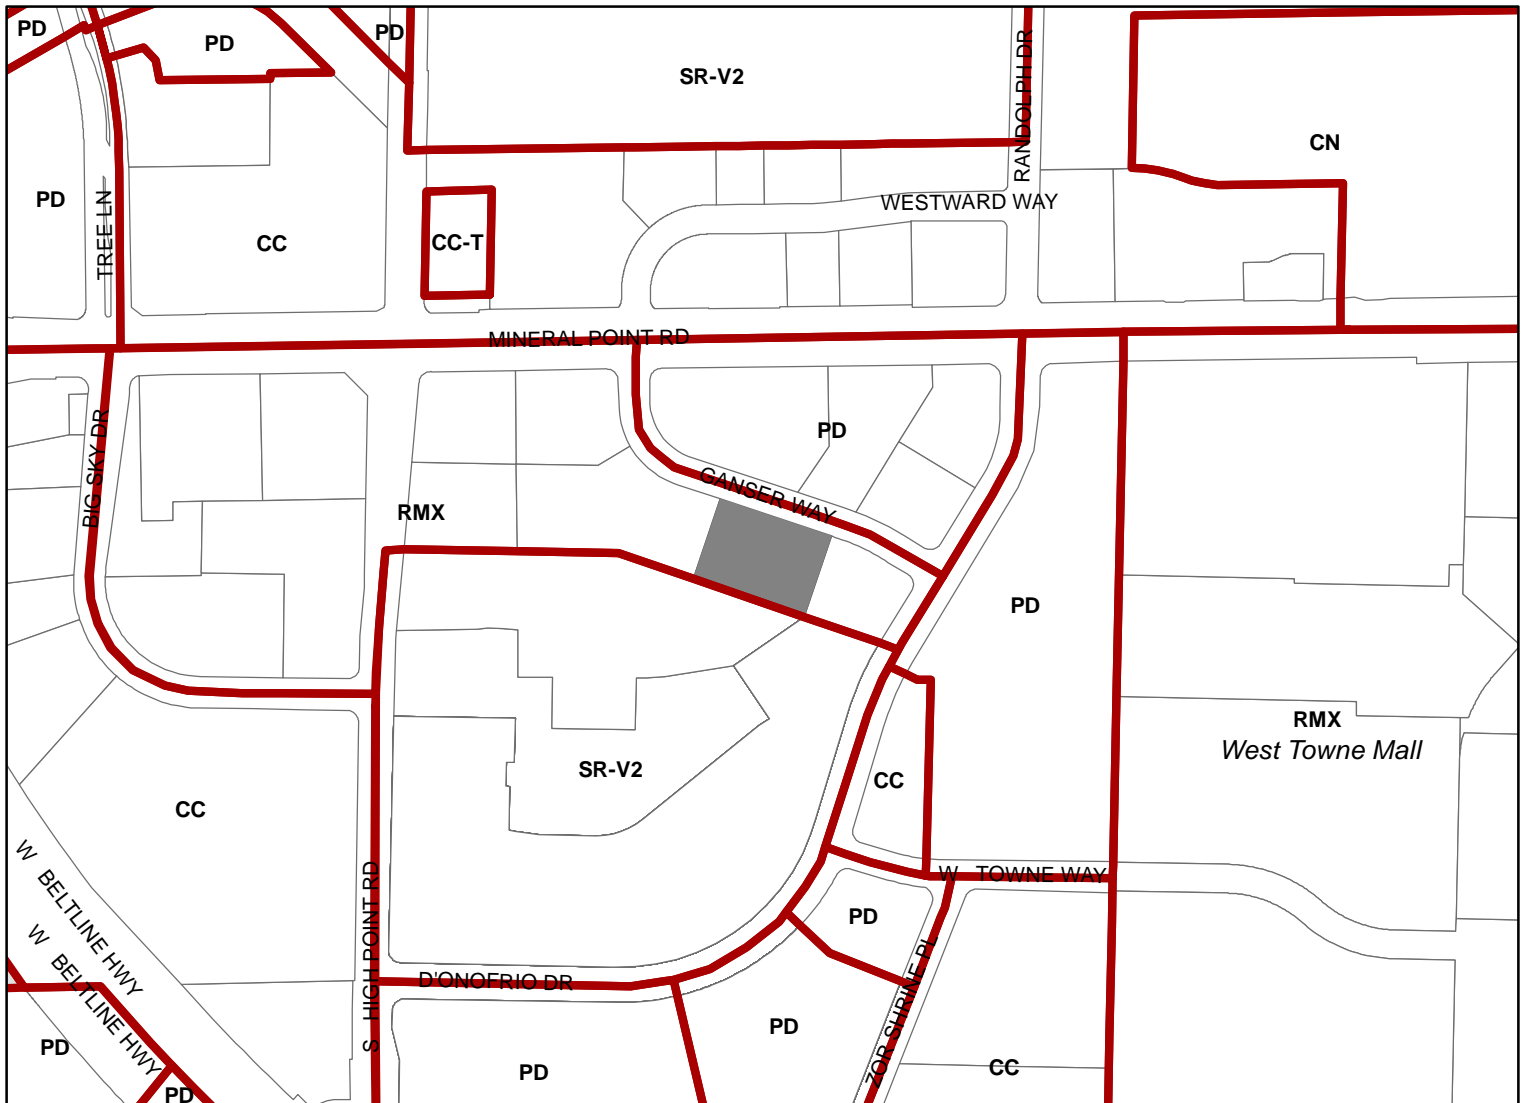 PD
PD
PD
SR-V2
RANDOLPH DR
CN
PD
TREE LN
CC
CC-T
WESTWARD WAY
MINERAL POINT RD
BIG SKY DR
PD
GANSER WAY
RMX
PD
RMX
West Towne Mall
SR-V2
CC
CC
W BELTLINE HWY
W BELTLINE HWY
S HIGH POINT RD
W TOWNE WAY
PD
D'ONOFRIO DR
ZOR SHRINE PL
PD
PD
PD
CC
PD